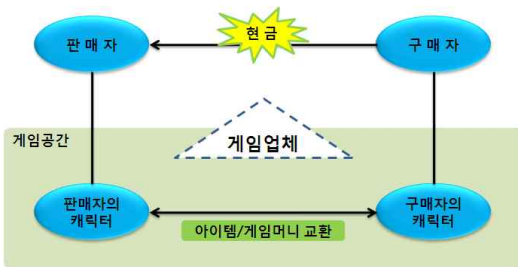 판 매 자
현 금
구 매 자
게임공간
게임업체
판매자의
캐릭터
구매자의
캐릭터
아이템/게임머니 교환